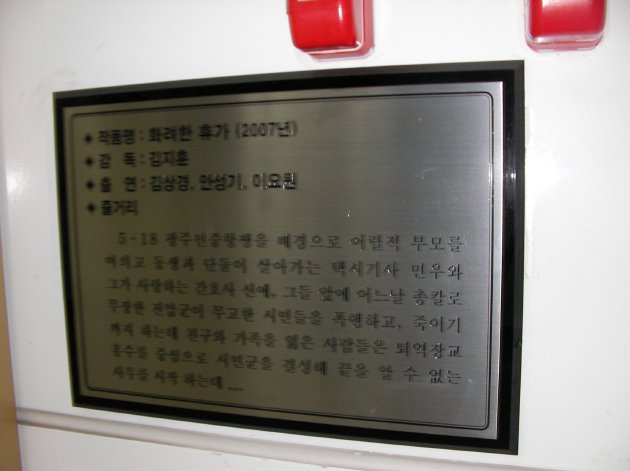 ◆ 작품명 : 화려한 휴가 (2007년)
◆ 감 독 : 김지훈
◆ 출 연 : 김상경, 안성기, 이요원
◆ 줄거리
5·18 광주민중항쟁을 배경으로 어릴적 부모를
여의고 동생과 단둘이 살아가는 택시기사 민우와
그가 사랑하는 간호사 신애, 그들 앞에 어느날 총칼로
무장한 진압군이 무고한 시민들을 폭행하고, 죽이기
까지 하는데 친구와 가족을 잃은 사람들은 퇴역장교
흥수를 중심으로 시민군을 결성해 끝을 알 수 없는
사투를 시작 하는데 ...